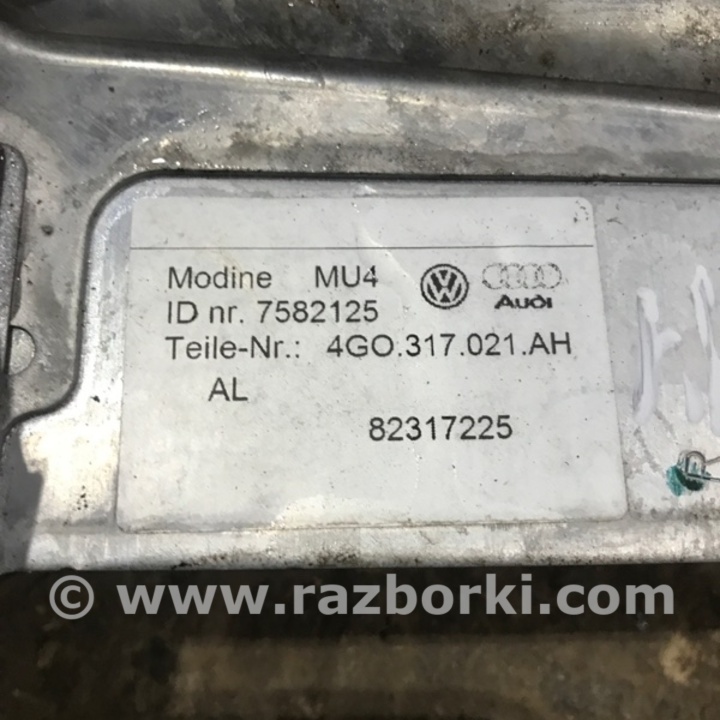 Modine MU4
Audi
ID nr. 7582125
Teile-Nr.: 4GO.317.021.AH
AL
82317225
© www.razborki.com